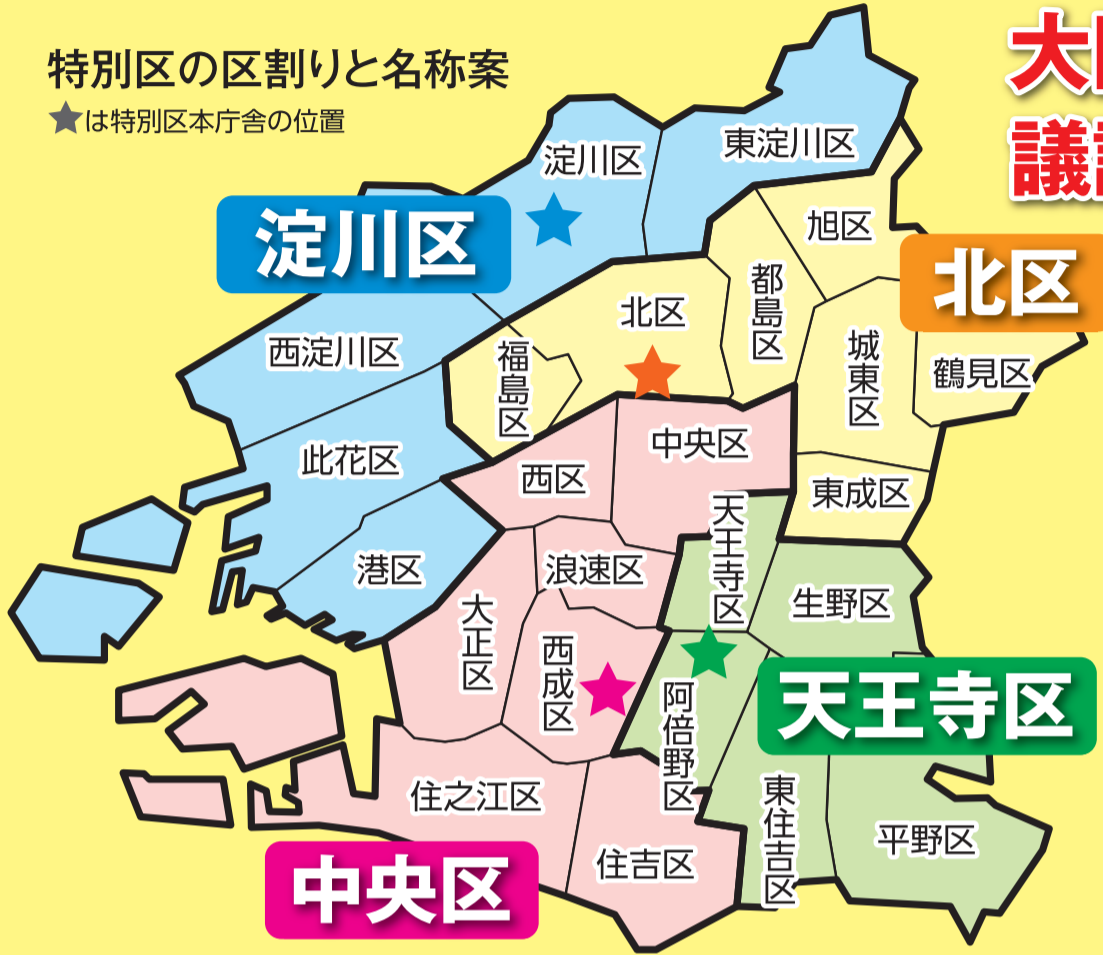 特別区の区割りと名称案
★は特別区本庁舎の位置
大
議
淀川区
東淀川区
淀川区
旭区
北区
北区
都島区
西淀川区
福島区
城東区
鶴見区
此花区
西区
中央区
東成区
港区
浪速区
天王寺区
生野区
大正区
西成区
阿倍野区
天王寺区
住之江区
住吉区
東住吉区
平野区
中央区